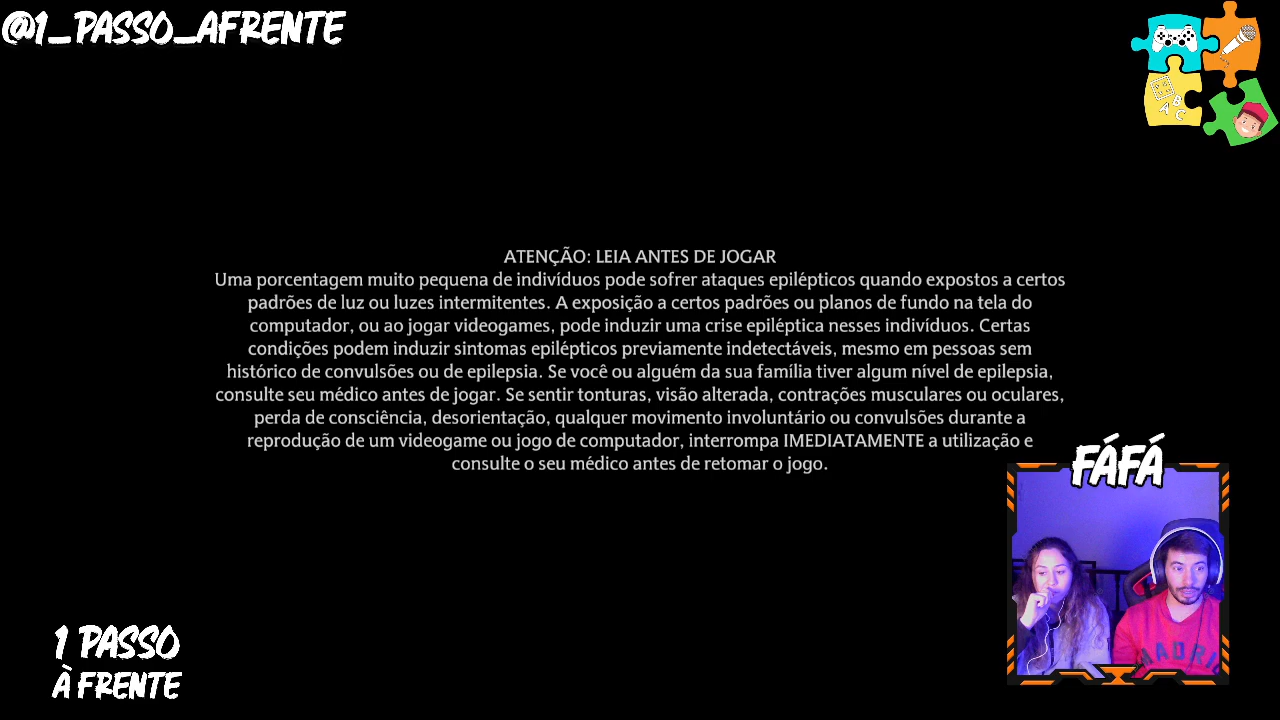 @1_PASSO_AFRENTE
ATENÇÃO: LEIA ANTES DE JOGAR
Uma porcentagem muito pequena de indivíduos pode sofrer ataques epilépticos quando expostos a certos
padrões de luz ou luzes intermitentes. A exposição a certos padrões ou planos de fundo na tela do
computador, ou ao jogar videogames, pode induzir uma crise epiléptica nesses indivíduos. Certas
condições podem induzir sintomas epilépticos previamente indetectáveis, mesmo em pessoas sem
histórico de convulsões ou de epilepsia. Se você ou alguém da sua família tiver algum nível de epilepsia,
consulte seu médico antes de jogar. Se sentir tonturas, visão alterada, contrações musculares ou oculares,
perda de consciência, desorientação, qualquer movimento involuntário ou convulsões durante a
reprodução de um videogame ou jogo de computador, interrompa IMEDIATAMENTE a utilização e
consulte o seu médico antes de retomar o jogo.
FÁFÁ
MADRI
1 PASSO
À FRENTE
A
B
C